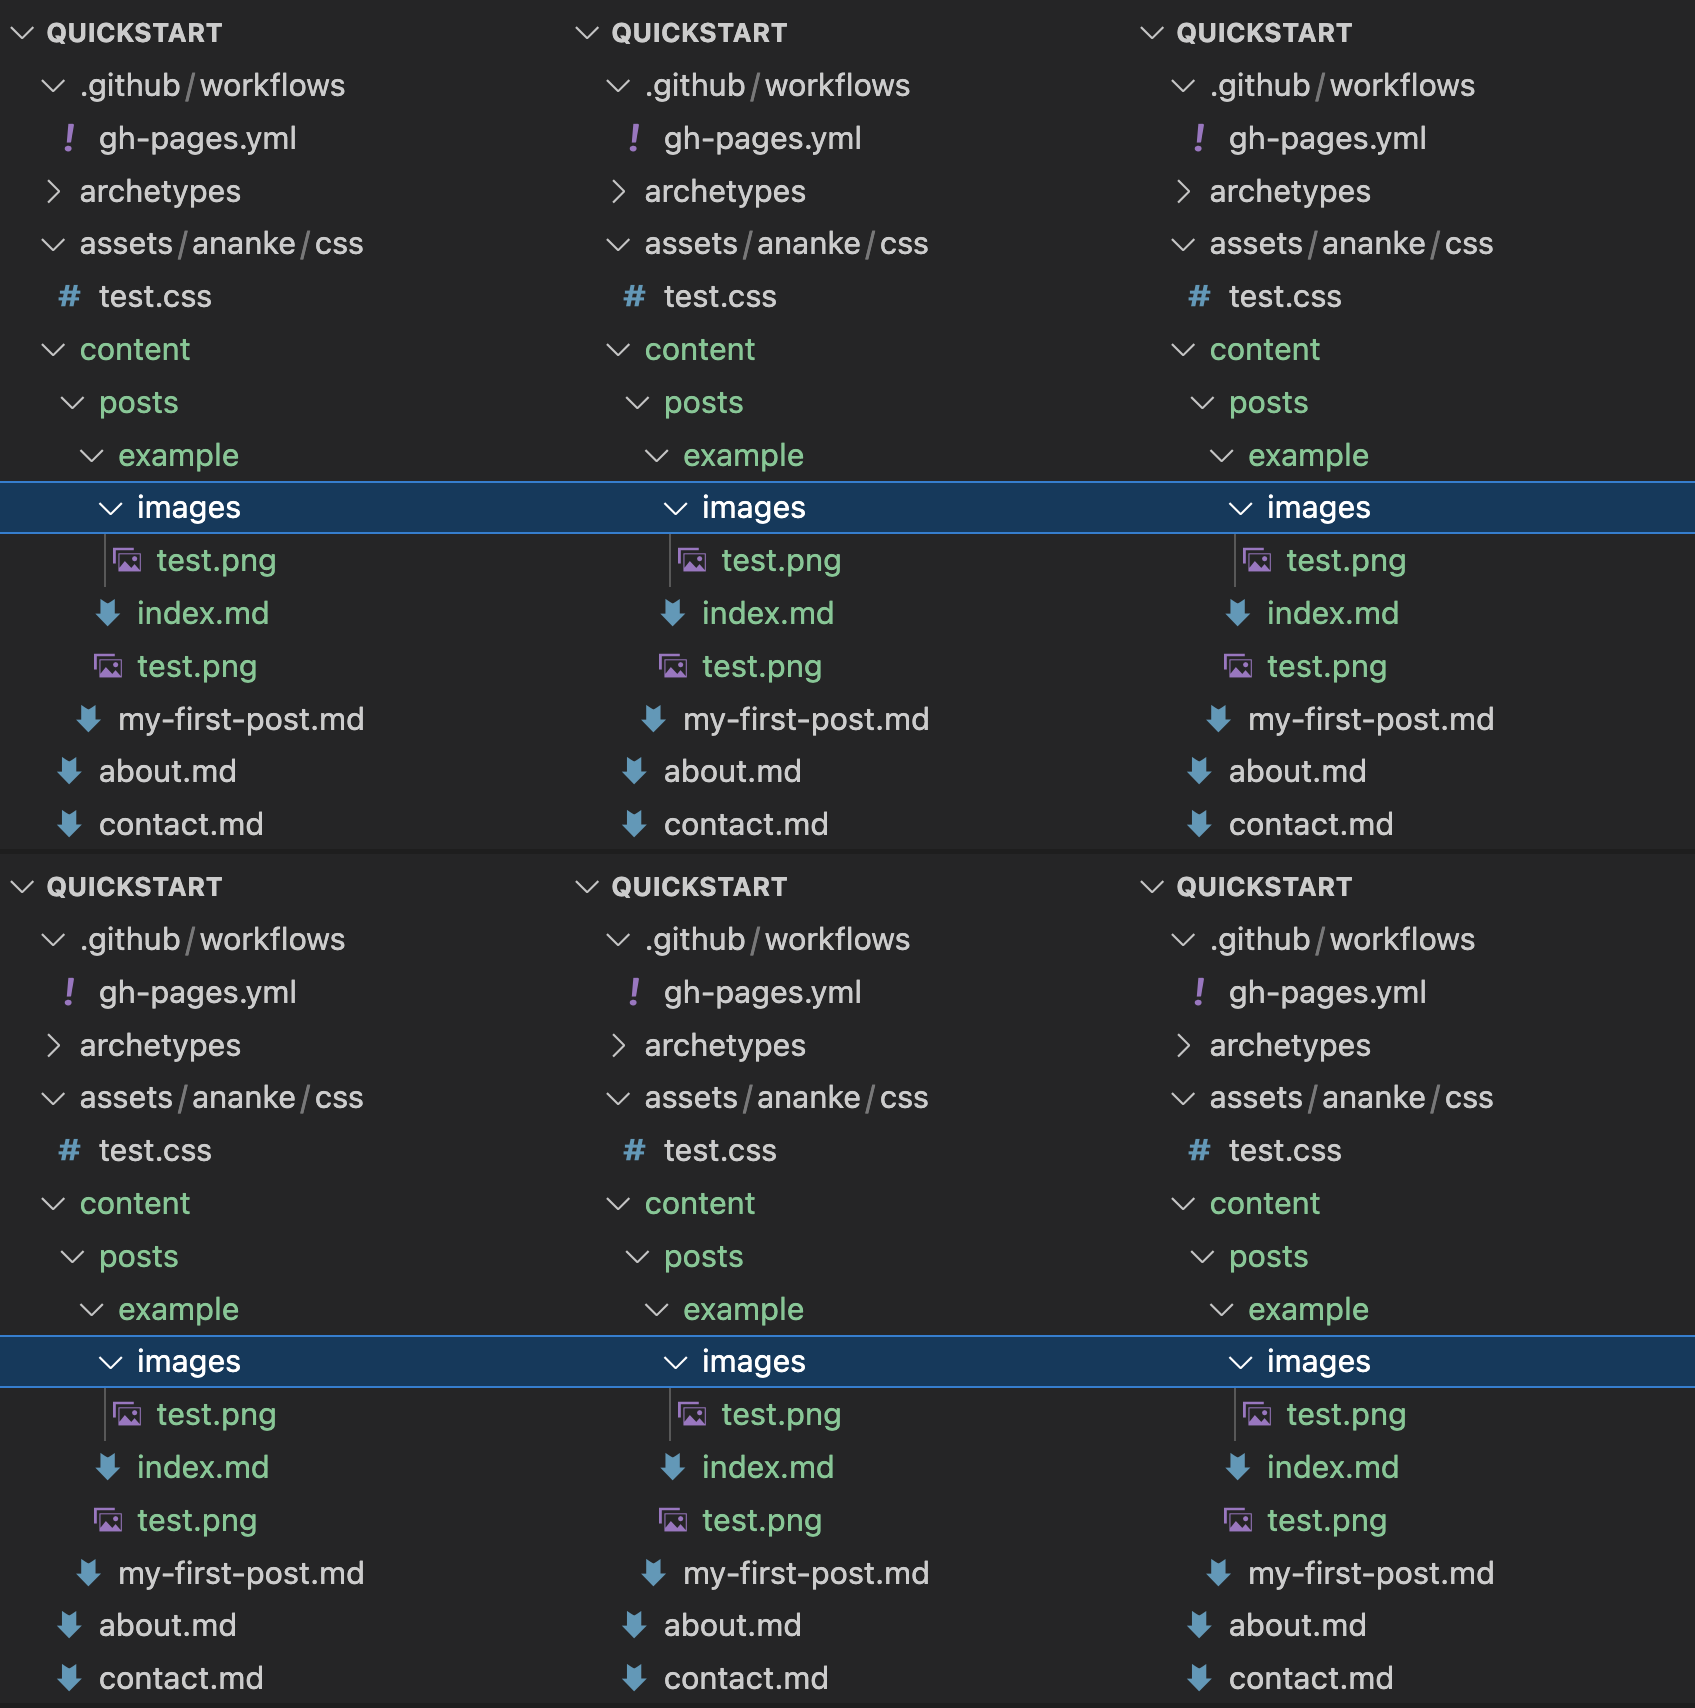 QUICKSTART
.github/workflows
gh-pages.yml
archetypes
assets/ananke/css
test.css
content
posts
example
images
test.png
index.md
test.png
my-first-post.md
about.md
contact.md
QUICKSTART
.github/workflows
gh-pages.yml
archetypes
assets/ananke/css
test.css
content
posts
example
images
test.png
index.md
test.png
my-first-post.md
about.md
contact.md
QUICKSTART
.github/workflows
gh-pages.yml
archetypes
assets/ananke/css
test.css
content
posts
example
images
test.png
index.md
test.png
my-first-post.md
about.md
contact.md
QUICKSTART
.github/workflows
gh-pages.yml
archetypes
assets/ananke/css
test.css
content
posts
example
images
test.png
index.md
test.png
my-first-post.md
about.md
contact.md
QUICKSTART
.github/workflows
gh-pages.yml
archetypes
assets/ananke/css
test.css
content
posts
example
images
test.png
index.md
test.png
my-first-post.md
about.md
contact.md
QUICKSTART
.github/workflows
gh-pages.yml
archetypes
assets/ananke/css
test.css
content
posts
example
images
test.png
index.md
test.png
my-first-post.md
about.md
contact.md